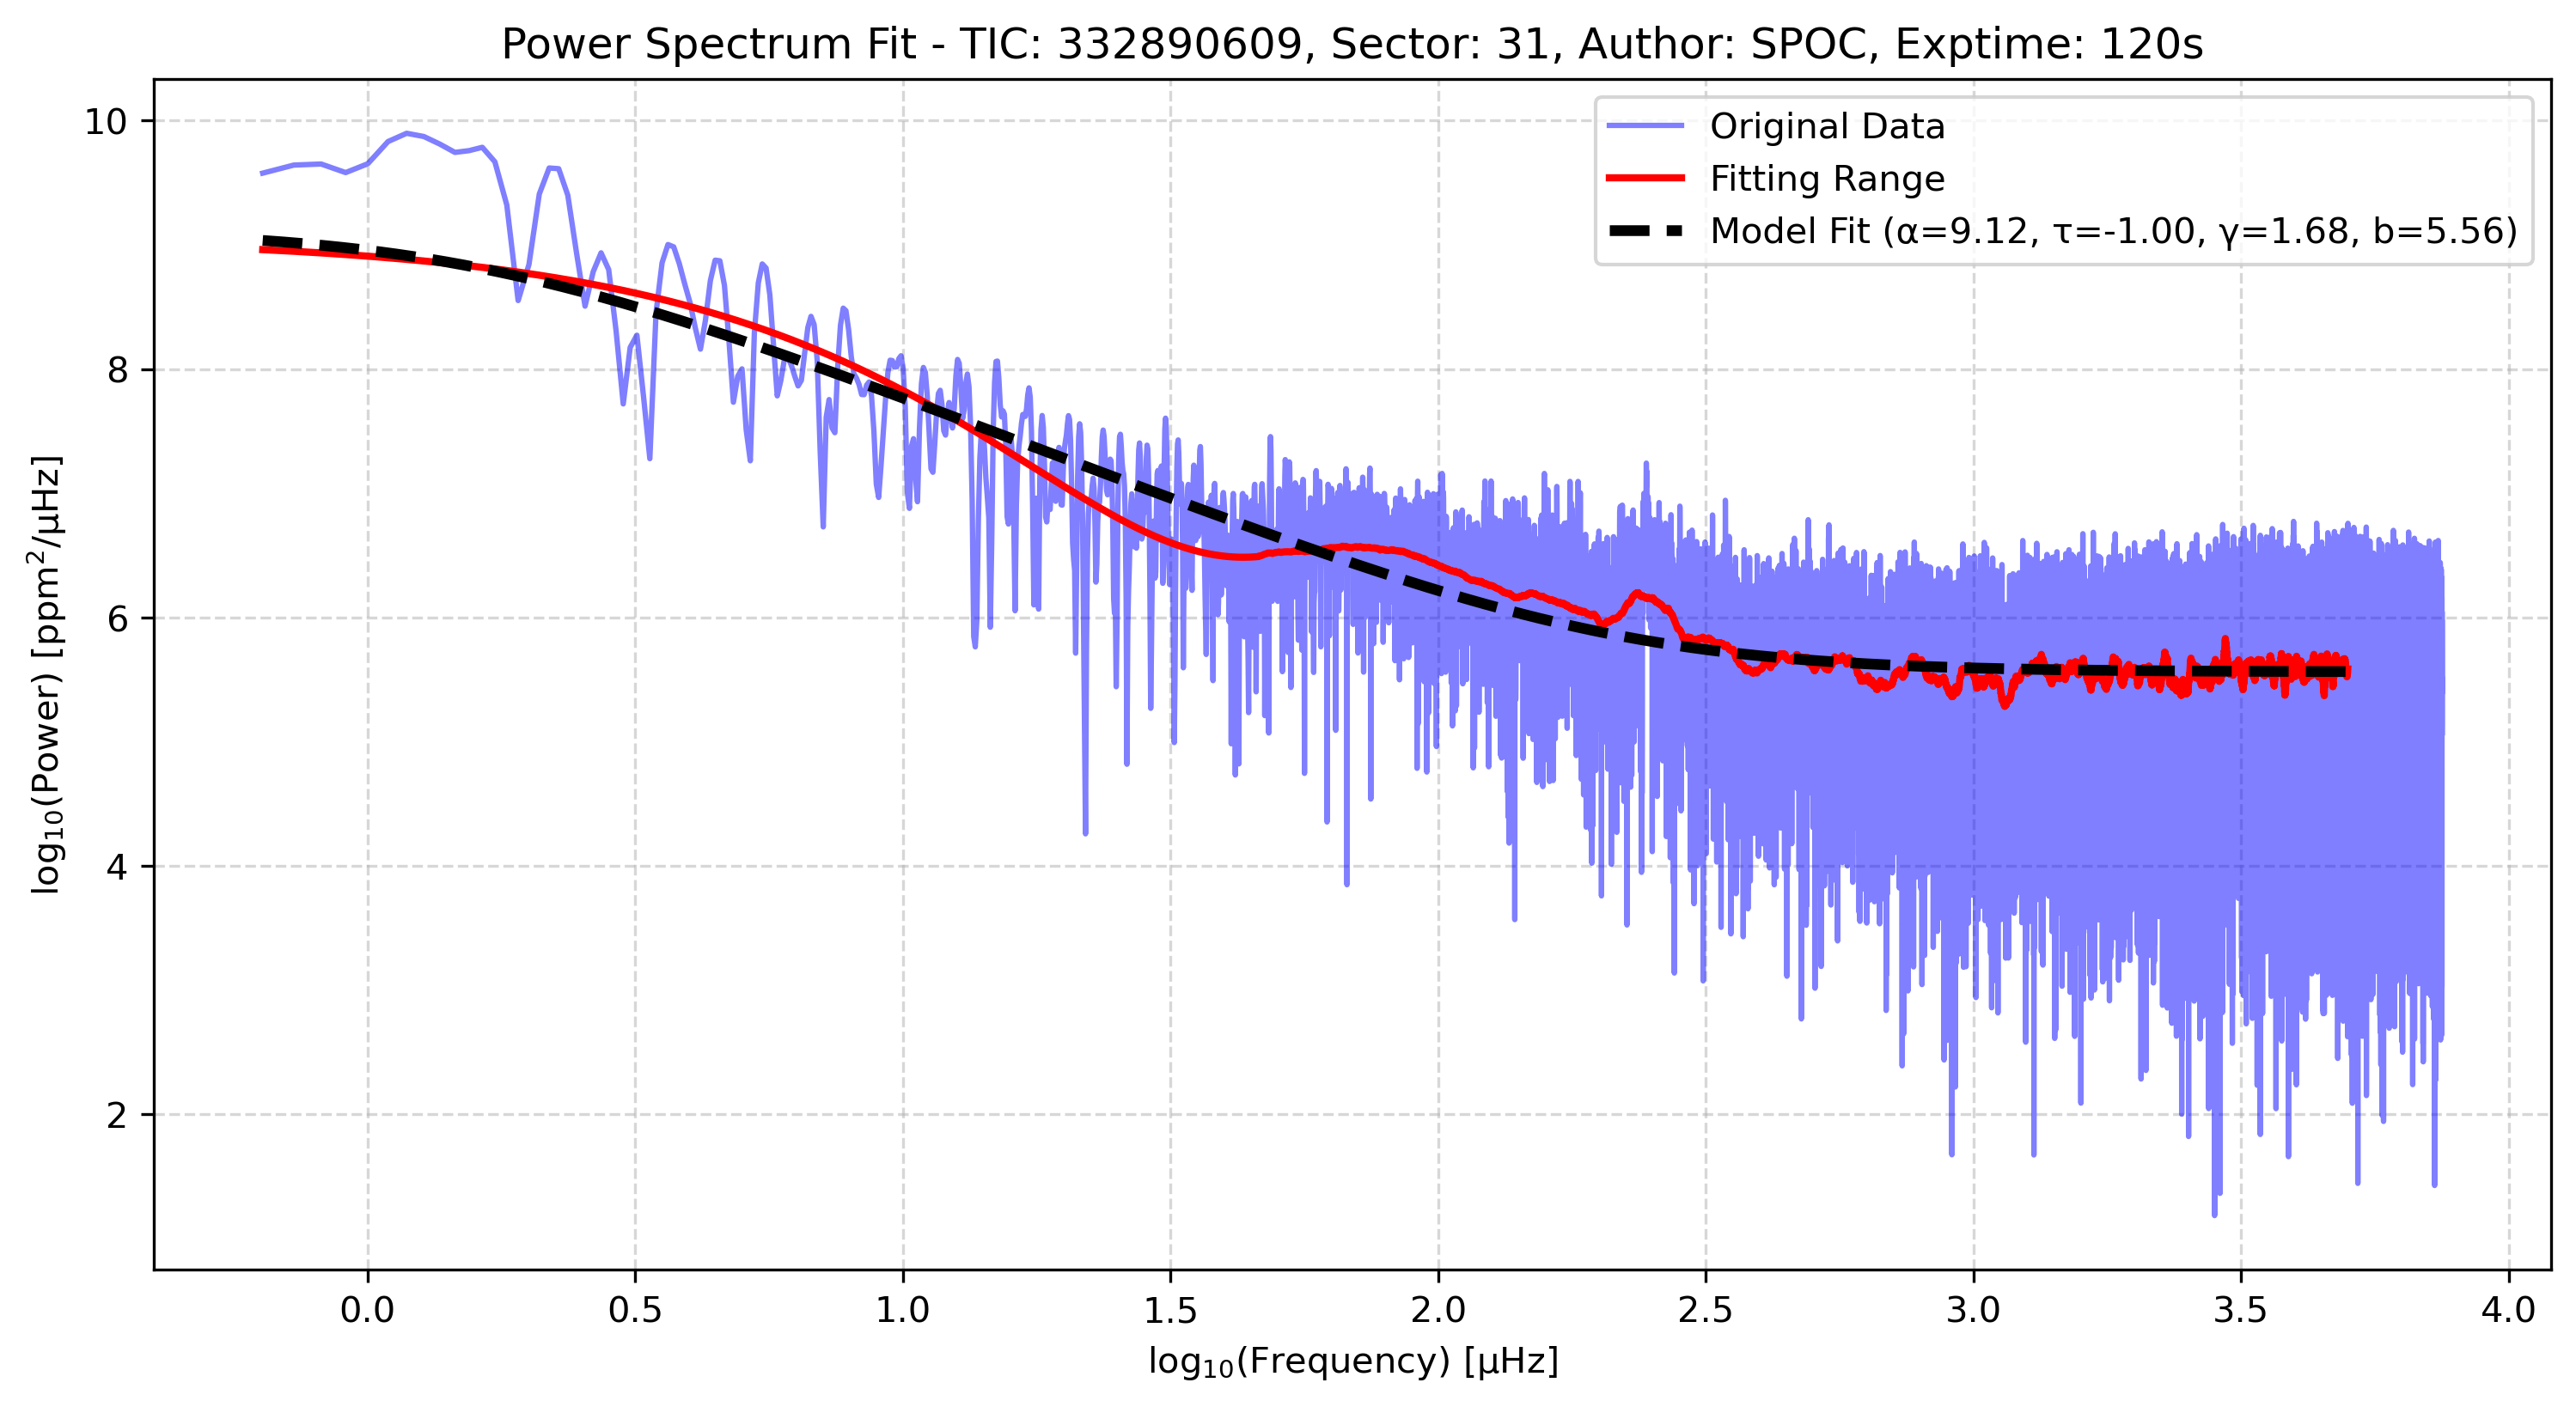 Power Spectrum Fit - TIC: 332890609, Sector: 31, Author: SPOC, Exptime: 120s
Original Data
Fitting Range
Model Fit (α=9.12, τ=-1.00, γ=1.68, b=5.56)
log₁₀(Power) [ppm²/μHz]
10
8
6
4
2
0.0 0.5 1.0 1.5 2.0 2.5 3.0 3.5 4.0
log₁₀(Frequency) [μHz]